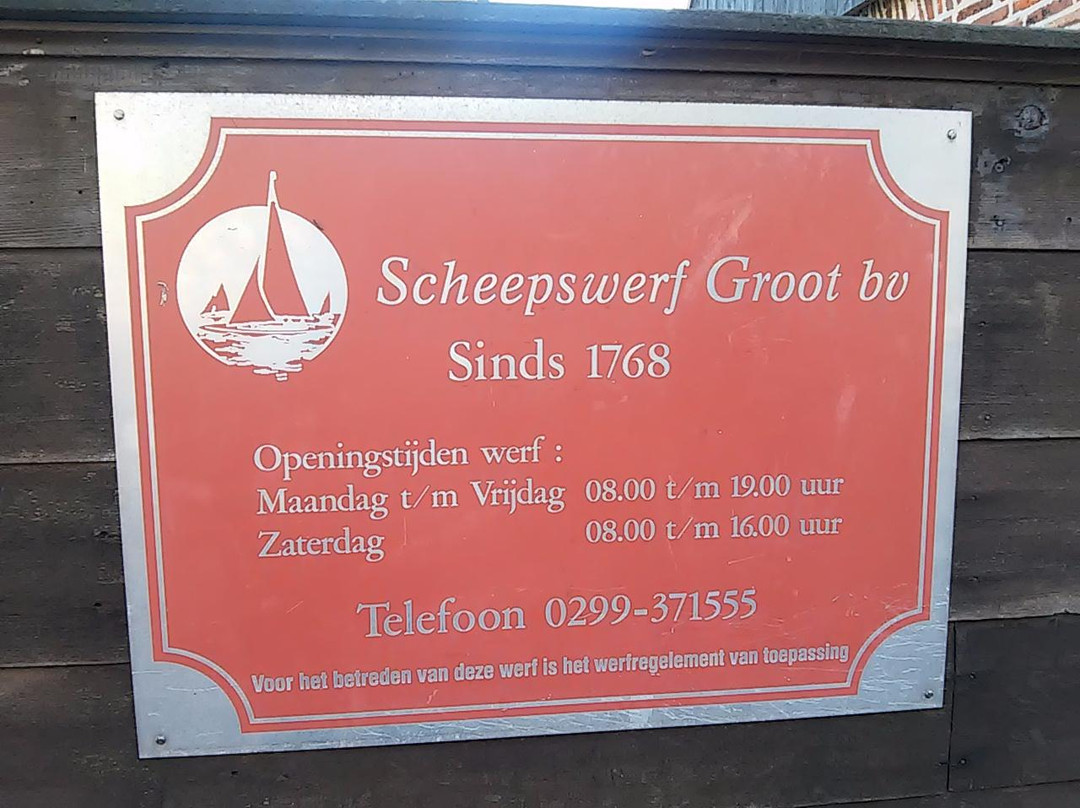 Scheepswerf Groot bv
Sinds 1768
Openingstijden werf :
Maandag t/m Vrijdag 08.00 t/m 19.00 uur
Zaterdag 08.00 t/m 16.00 uur
Telefoon 0299-371555
Voor het betreden van deze werf is het werfregelement van toepassing